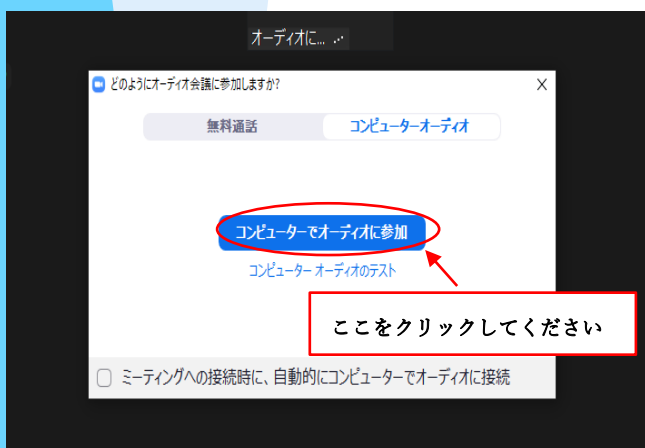 オーディオに...
どのようにオーディオ会議に参加しますか?
X
無料通話
コンピューターオーディオ
コンピューターでオーディオに参加
コンピューター オーディオのテスト
ここをクリックしてください
ミーティングへの接続時に、自動的にコンピューターでオーディオに接続